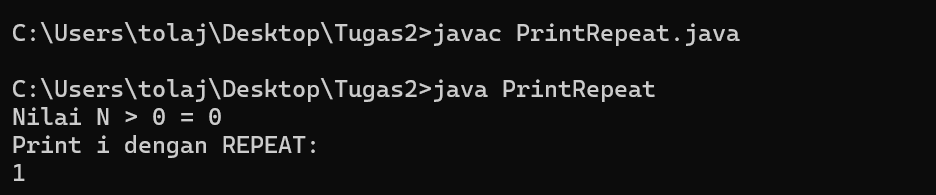 C:\Users\tolaj\Desktop\Tugas2>javac PrintRepeat.java
C:\Users\tolaj\Desktop\Tugas2>java PrintRepeat
Nilai N > 0 = 0
Print i dengan REPEAT:
1